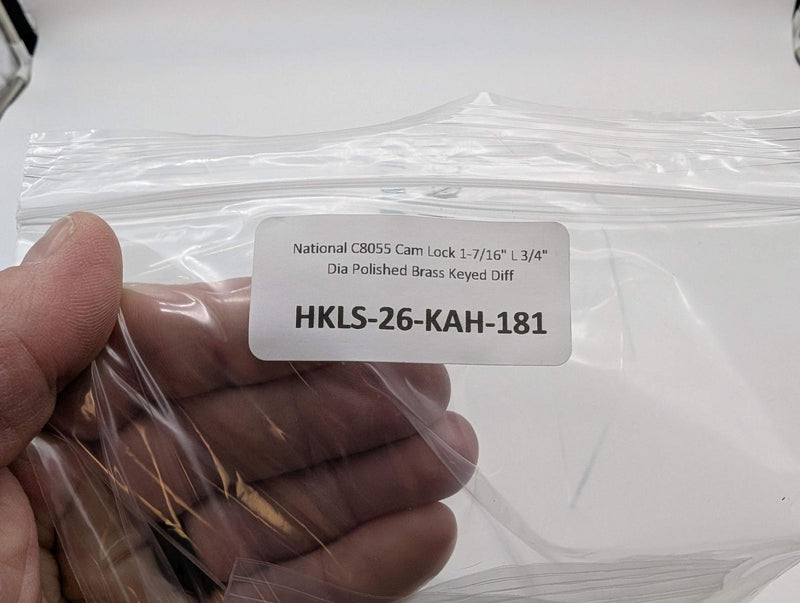 National C8055 Cam Lock 1-7/16" L 3/4"
Dia Polished Brass Keyed Diff
HKLS-26-KAH-181